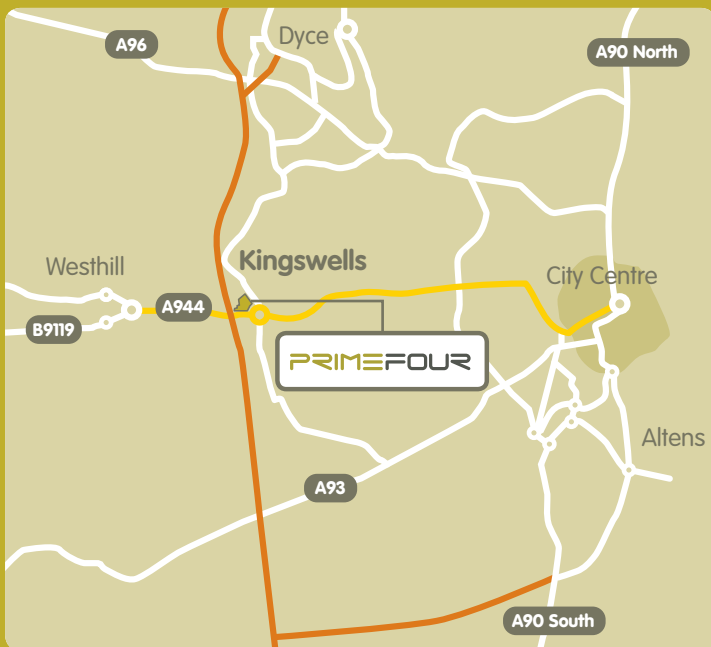 Dyce
A96
A90 North
Westhill
Kingswells
City Centre
A944
B9119
PRIMEFOUR
Altens
A93
A90 South